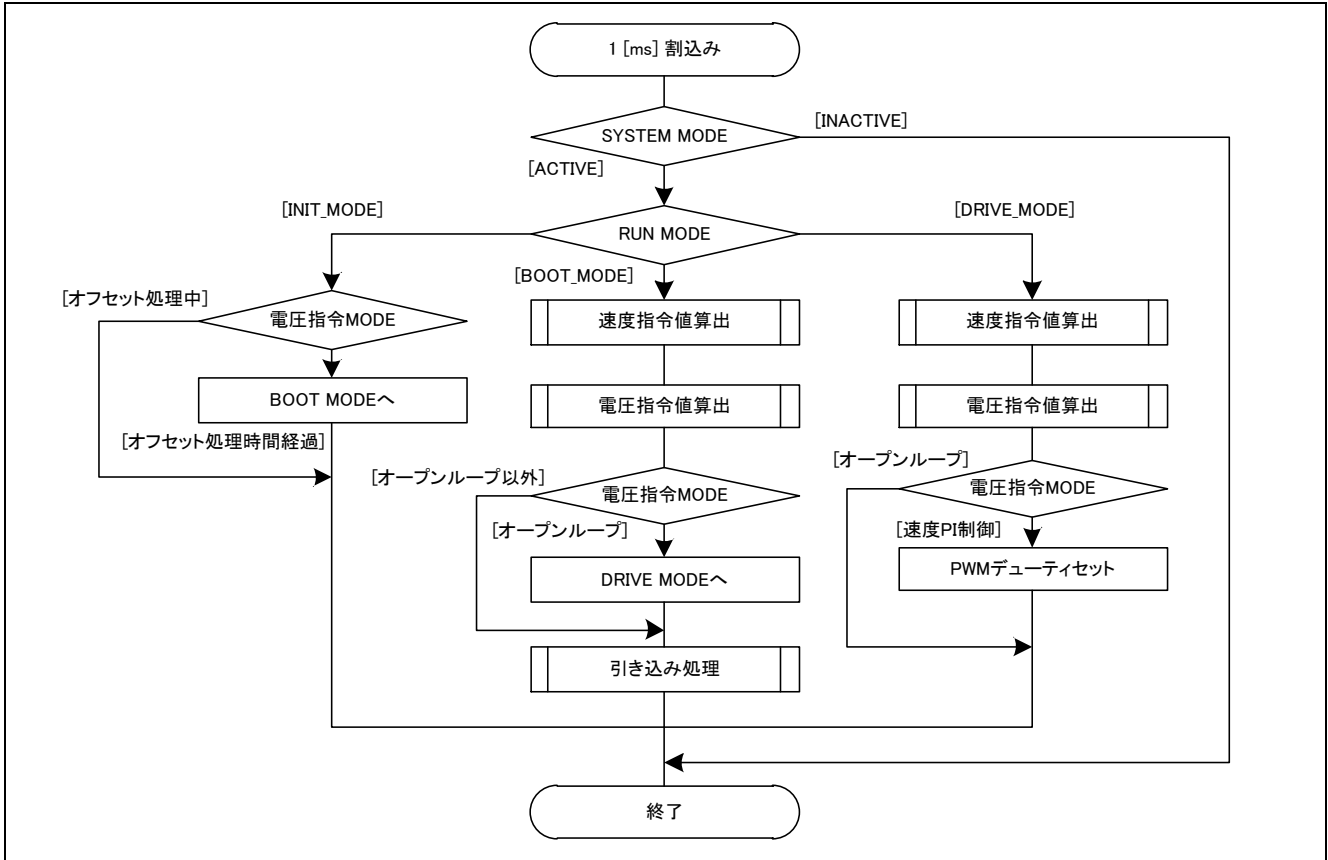 1 [ms] 割込み
SYSTEM MODE
[INACTIVE]
[ACTIVE]
[INIT_MODE]
RUN MODE
[DRIVE_MODE]
[BOOT_MODE]
[オフセット処理中]
電圧指令MODE
速度指令値算出
速度指令値算出
BOOT MODEへ
電圧指令値算出
電圧指令値算出
[オフセット処理時間経過]
[オープンループ以外]
電圧指令MODE
[オープンループ]
[オープンループ]
電圧指令MODE
[速度PI制御]
DRIVE MODEへ
PWMデューティセット
引き込み処理
終了